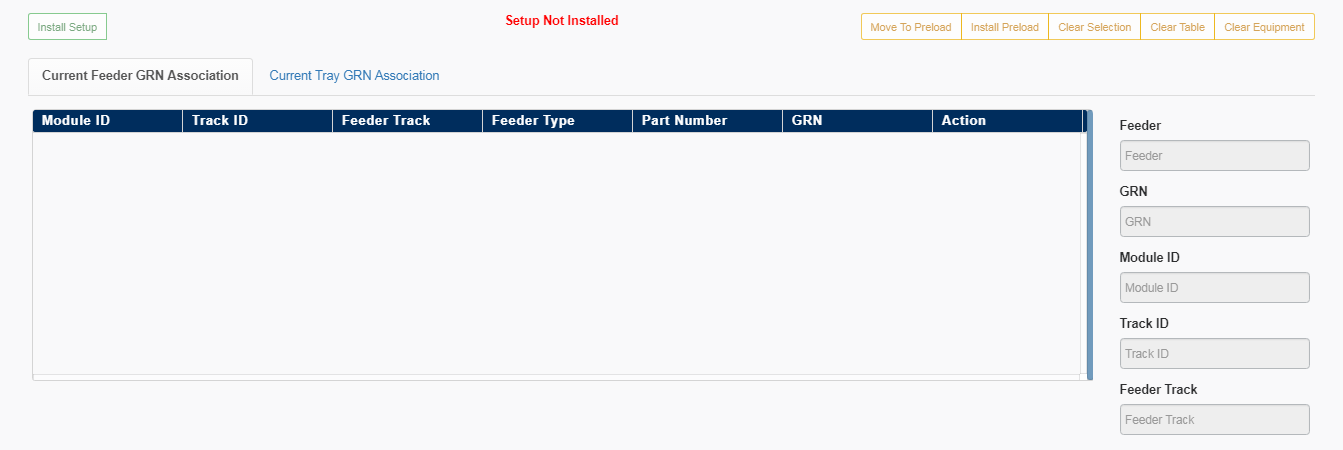 Install Setup
Setup Not Installed
Move To Preload Install Preload Clear Selection Clear Table Clear Equipment
Current Feeder GRN Association Current Tray GRN Association
Module ID Track ID Feeder Track Feeder Type Part Number GRN Action
Feeder
Feeder
GRN
GRN
Module ID
Module ID
Track ID
Track ID
Feeder Track
Feeder Track